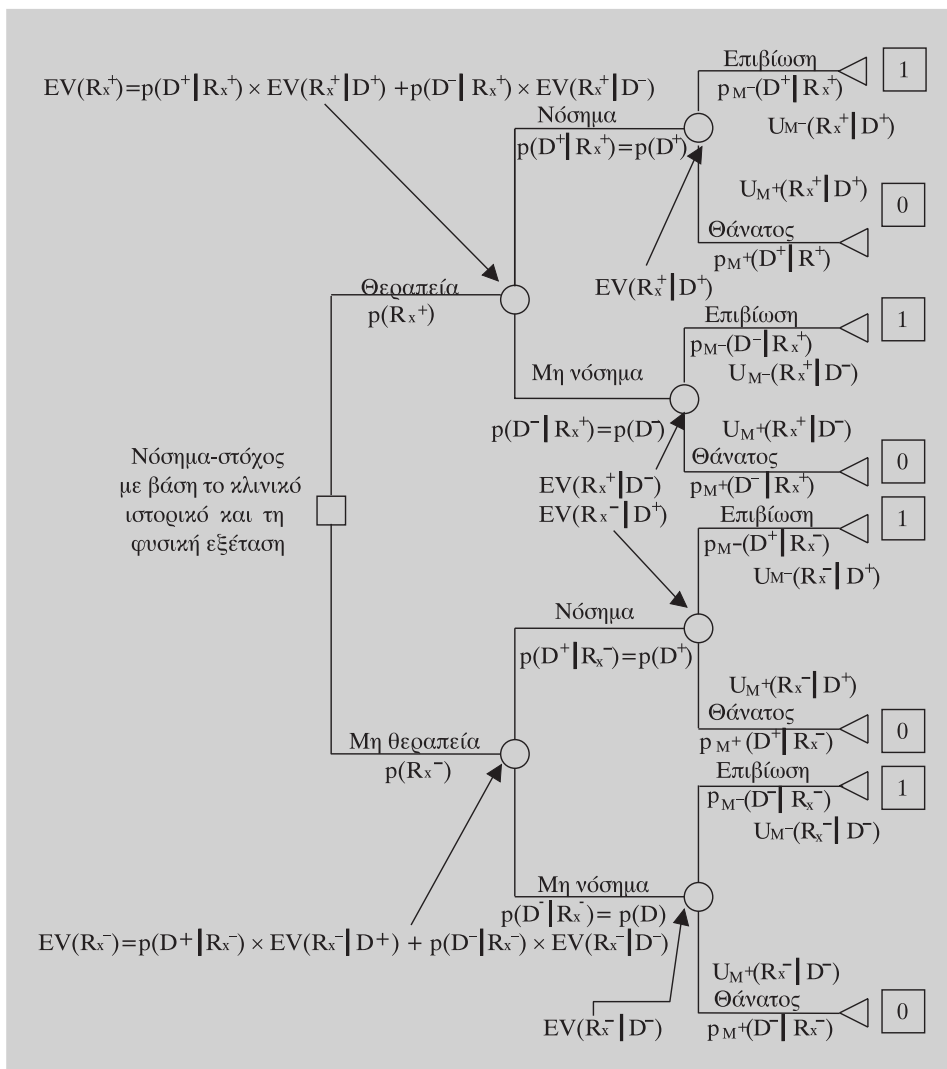 Επιβίωση
1
EV(Rx⁺)=p(D⁺|Rx⁺) × EV(Rx⁺|D⁺) +p(D⁻|Rx⁺) × EV(Rx⁺|D⁻)
pM⁻(D⁺|Rx⁺)
Νόσημα
UM⁻(Rx⁺|D⁺)
p(D⁺|Rx⁺)=p(D⁺)
UM⁺(Rx⁺|D⁺)
0
Θάνατος
pM⁺(D⁺|R⁺)
EV(Rx⁺|D⁺)
Θεραπεία
p(Rx⁺)
Επιβίωση
1
pM⁻(D⁻|Rx⁺)
Μη νόσημα
UM⁻(Rx⁺|D⁻)
p(D⁻|Rx⁺)=p(D⁻)
UM⁺(Rx⁺|D⁻)
Θάνατος
0
pM⁺(D⁻|Rx⁺)
Νόσημα-στόχος
με βάση το κλινικό
ιστορικό και τη
φυσική εξέταση
EV(Rx⁺|D⁻)
EV(Rx⁻|D⁺)
Επιβίωση
1
pM⁻(D⁺|Rx⁻)
UM⁻(Rx⁻|D⁺)
Νόσημα
p(D⁺|Rx⁻)=p(D⁺)
UM⁺(Rx⁻|D⁺)
Θάνατος
0
pM⁺(D⁺|Rx⁻)
Μη θεραπεία
p(Rx⁻)
Επιβίωση
1
pM⁻(D⁻|Rx⁻)
UM⁻(Rx⁻|D⁻)
Μη νόσημα
p(D⁻|Rx⁻)= p(D)
EV(Rx⁻)=p(D⁺|Rx⁻) × EV(Rx⁻|D⁺) + p(D⁻|Rx⁻) × EV(Rx⁻|D⁻)
UM⁺(Rx⁻|D⁻)
Θάνατος
0
pM⁺(D⁻|Rx⁻)
EV(Rx⁻|D⁻)